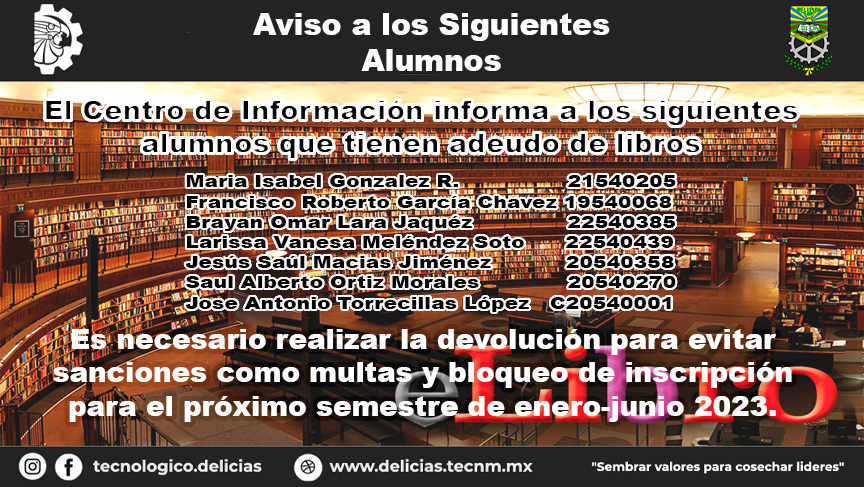 Aviso a los Siguientes
Alumnos
El Centro de Información informa a los siguientes
alumnos que tienen adeudo de libros
Maria Isabel Gonzalez R. 21540205
Francisco Roberto García Chavez 19540068
Brayan Omar Lara Jaquéz 22540385
Larissa Vanesa Meléndez Soto 22540439
Jesús Saúl Macias Jiménez 20540358
Saul Alberto Ortiz Morales 20540270
Jose Antonio Torrecillas López C20540001
Es necesario realizar la devolución para evitar
sanciones como multas y bloqueo de inscripción
para el próximo semestre de enero-junio 2023.
eLibro
tecnologico.delicias www.delicias.tecnm.mx "Sembrar valores para cosechar lideres"